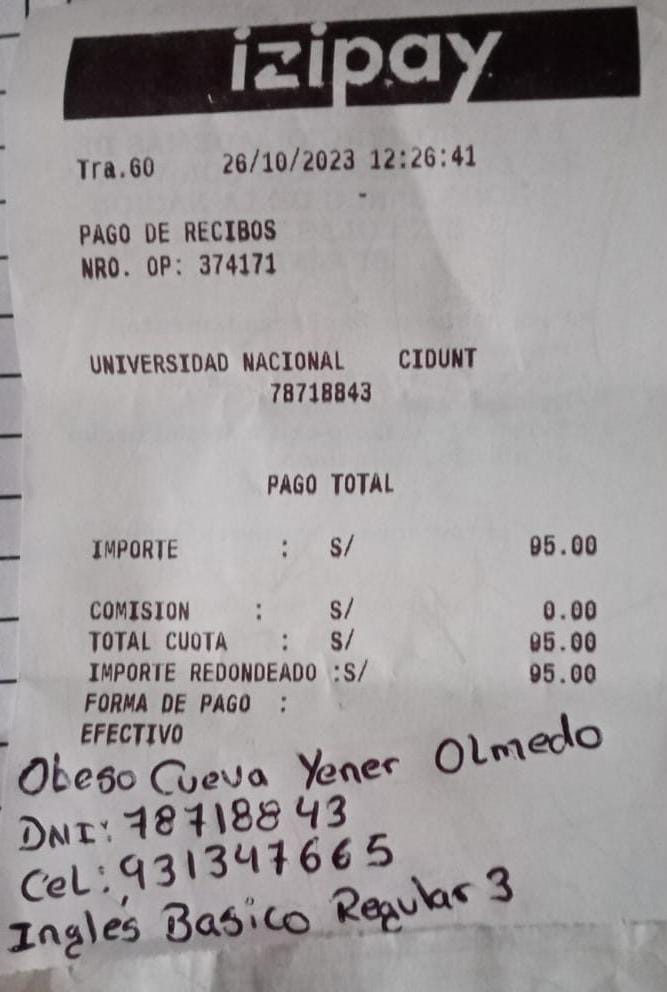 izipay
Tra.60 26/10/2023 12:26:41
-
PAGO DE RECIBOS
NRO. OP: 374171
UNIVERSIDAD NACIONAL CIDUNT
78718843
PAGO TOTAL
IMPORTE : S/ 95.00
COMISION : S/ 0.00
TOTAL CUOTA : S/ 95.00
IMPORTE REDONDEADO :S/ 95.00
FORMA DE PAGO :
EFECTIVO
Obeso Cueva Yener Olmedo
DNI: 78718843
Cel: 931347665
Inglés Basico Regular 3